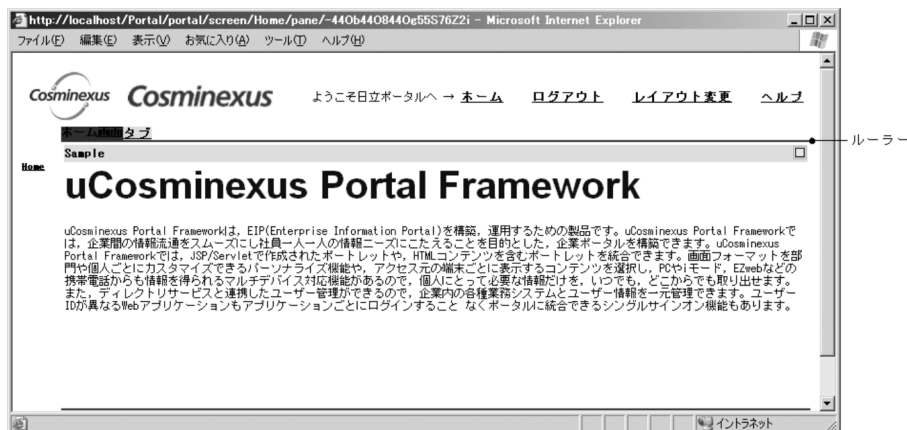 http://localhost/Portal/portal/screen/Home/pane/-440b448440g55S76Z2i - Microsoft Internet Explorer
ファイル(F) 編集(E) 表示(V) お気に入り(A) ツール(T) ヘルプ(H)
Cosminexus Cosminexus ようこそ日立ポータルへ → ホーム ログアウト レイアウト変更 ヘルプ
ホーム タブ
ルーラー
Sample
Home
uCosminexus Portal Framework
uCosminexus Portal Frameworkは, EIP(Enterprise Information Portal)を構築, 運用するための製品です。uCosminexus Portal Frameworkで
は, 企業間の情報流通をスムーズにし社員一人一人の情報ニーズにこたえることを目的とした, 企業ポータルを構築できます。uCosminexus
Portal Frameworkでは, JSP/Servletで作成されたポートレットや, HTMLコンテンツを含むポートレットを統合できます。画面フォーマットを部
門や個人ごとにカスタマイズできるパーソナライズ機能や, アクセス元の端末ごとに表示するコンテンツを選択し, PCやiモード, EZwebなどの
携帯電話からも情報を得られるマルチデバイス対応機能があるので, 個人にとって必要な情報だけを, いつでも, どこからでも取り出せます。
また, ディレクトリサービスと連携したユーザー管理ができるので, 企業内の各種業務システムとユーザー情報を一元管理できます。ユーザー
IDが異なるWebアプリケーションもアプリケーションごとにログインすること なくポータルに統合できるシングルサインオン機能もあります。
イントラネット